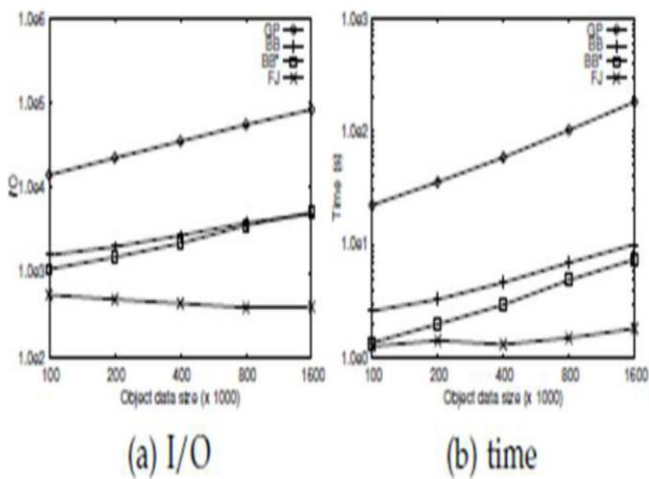 1.0e6
1.0e5
1.0e4
1.0e3
1.0e2
I/O
GP
BB
BB*
FJ
100 200 400 800 1600
Object data size (x 1000)
(a) I/O
1.0e3
1.0e2
1.0e1
1.0e0
Time (s)
GP
BB
BB*
FJ
100 200 400 800 1600
Object data size (x 1000)
(b) time